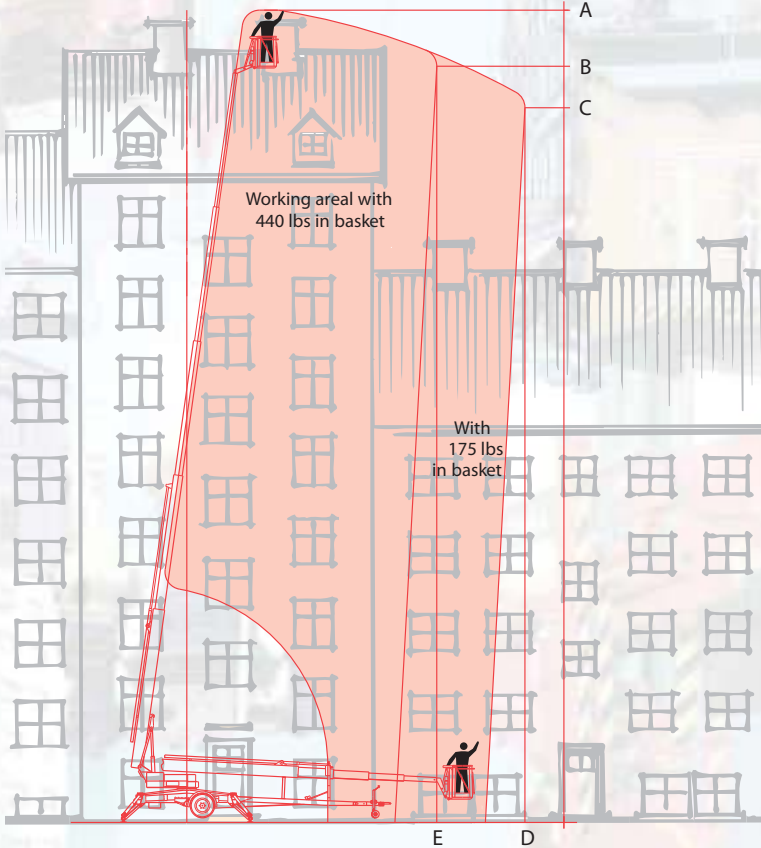 A
B
C
Working areal with
440 lbs in basket
With
175 lbs
in basket
E
D